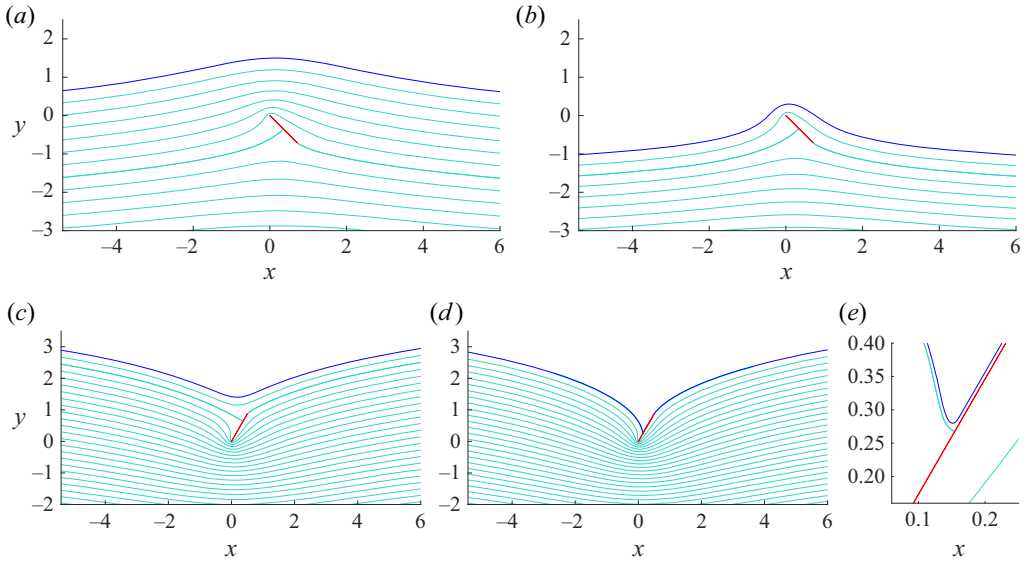 (a) (b)
2 2
1 1
0 0
y
–1 –1
–2 –2
–3 –3
–4 –2 0 2 4 6 –4 –2 0 2 4 6
x x
(c) (d) (e)
3 3 0.40
2 2 0.35
1 1 0.30
y
0 0 0.25
–1 –1 0.20
–2 –2
–4 –2 0 2 4 6 –4 –2 0 2 4 6 0.1 0.2
x x x